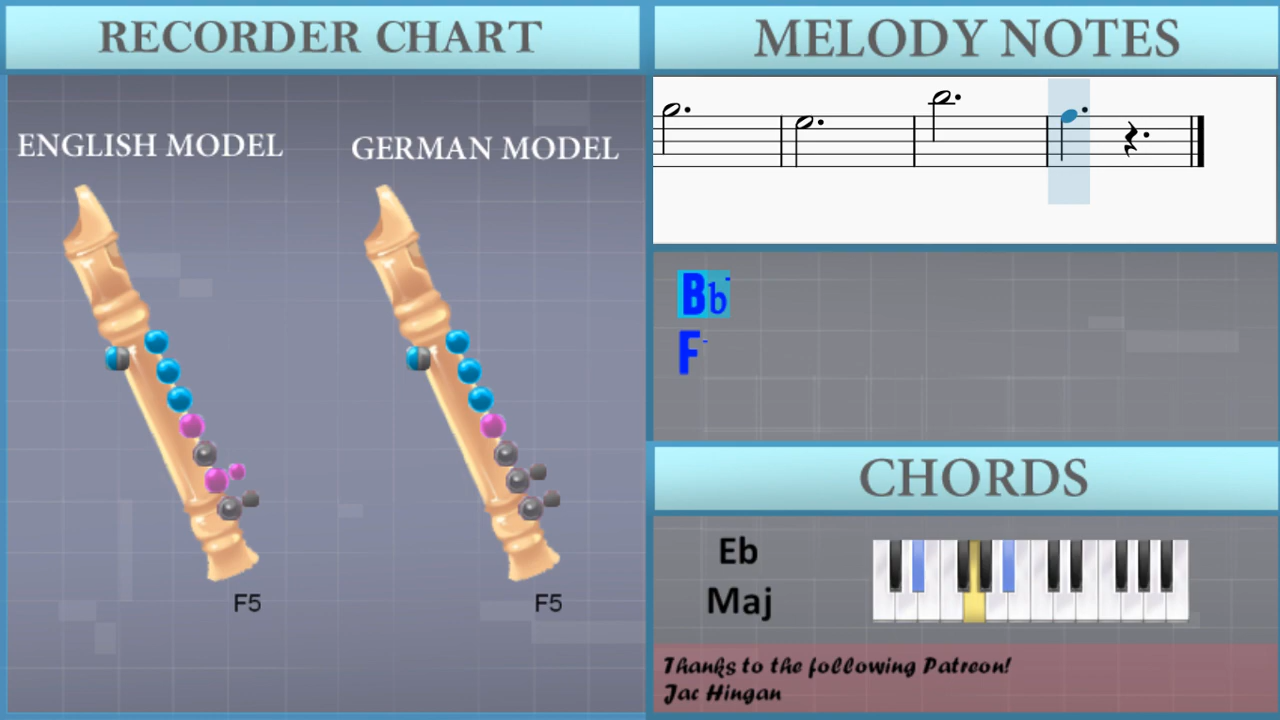 RECORDER CHART
MELODY NOTES
ENGLISH MODEL
GERMAN MODEL
Bb
F
F5
F5
CHORDS
Eb
Maj
Thanks to the following Patreon!
Jac Hingan